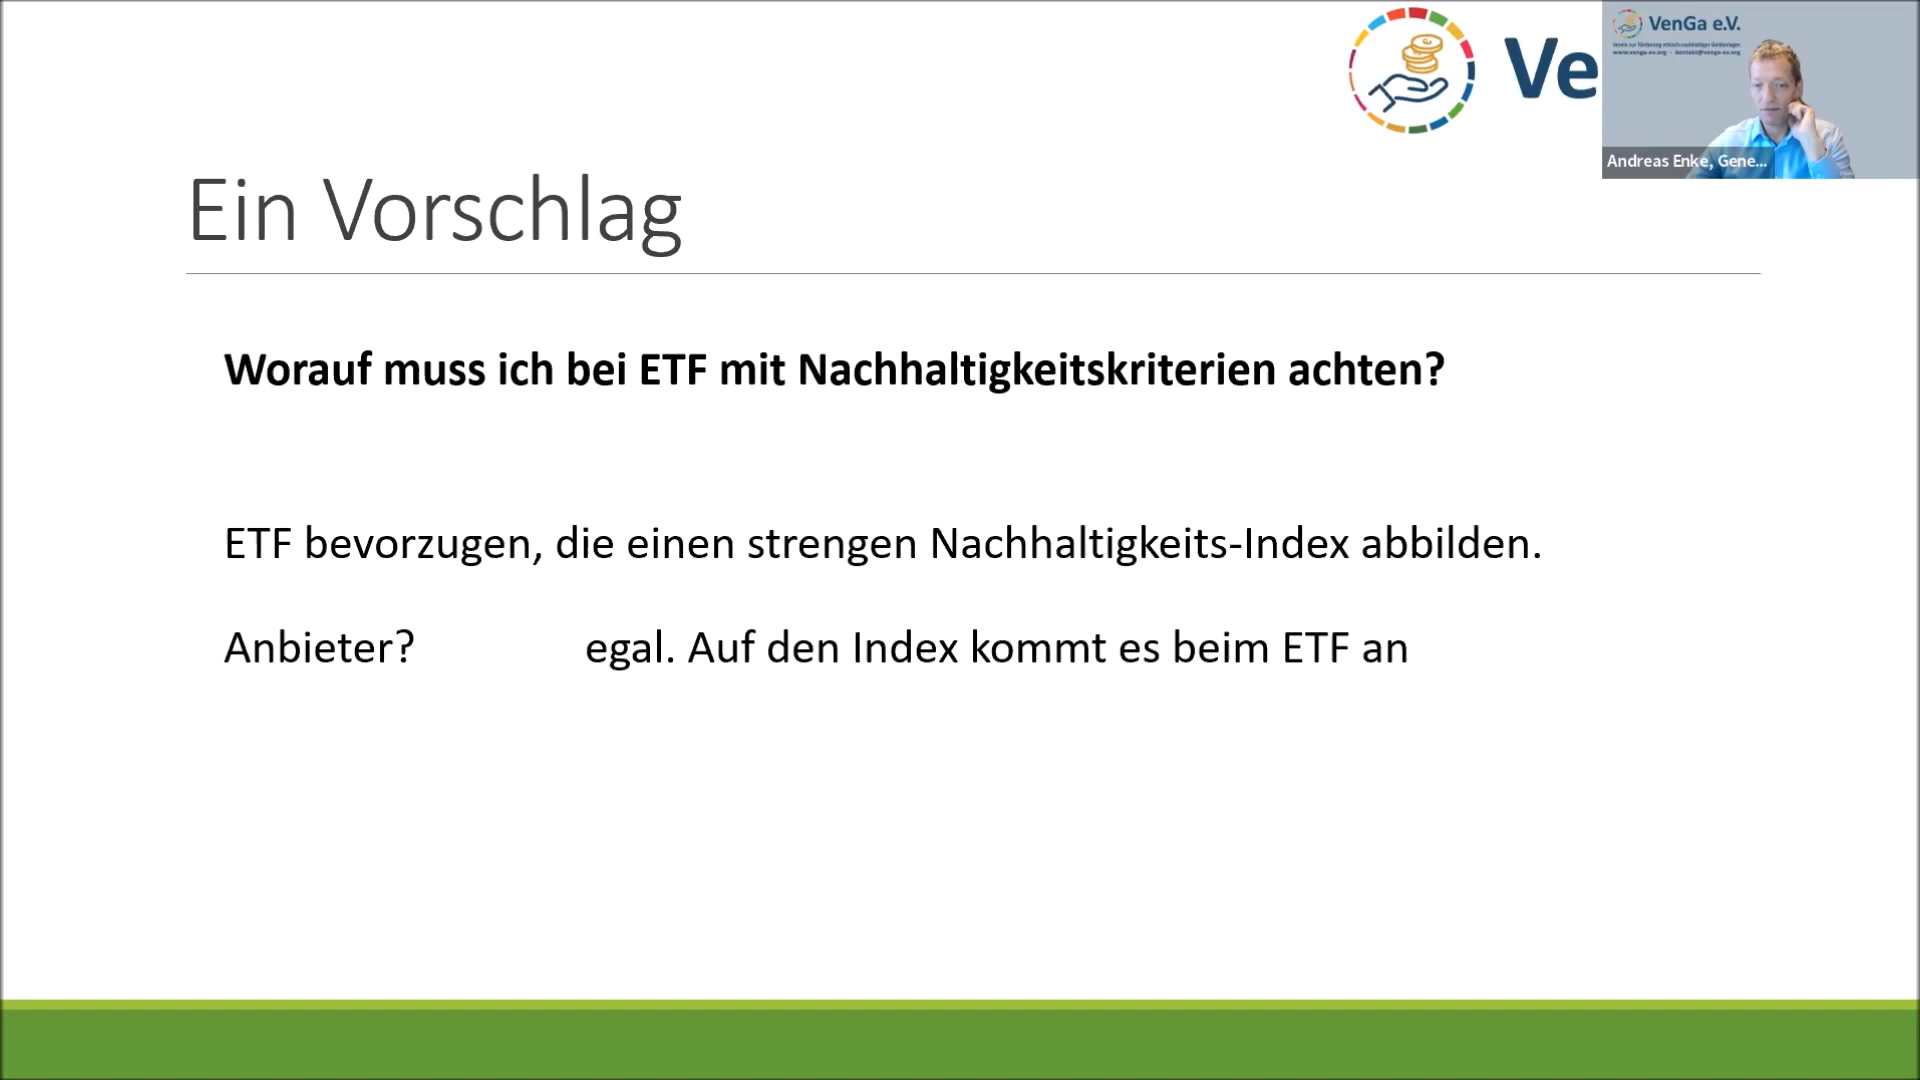 Ve
VenGa e.V.
Verein zur Förderung ethisch-nachhaltiger Geldanlagen
www.venga-ev.org - kontakt@venga-ev.org
Andreas Enke, Gene...
Ein Vorschlag
Worauf muss ich bei ETF mit Nachhaltigkeitskriterien achten?
ETF bevorzugen, die einen strengen Nachhaltigkeits-Index abbilden.
Anbieter? egal. Auf den Index kommt es beim ETF an